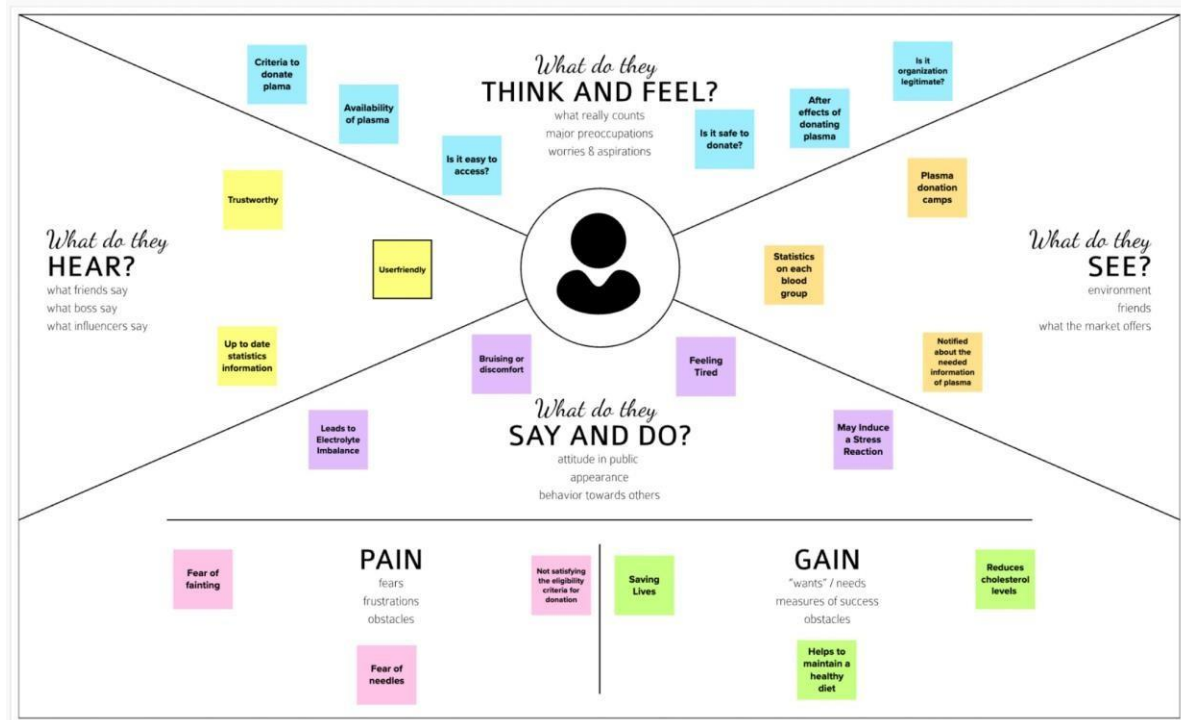 Criteria to
donate
plama
Availability
of plasma
Is it easy to
access?
What do they
THINK AND FEEL?
what really counts
major preoccupations
worries & aspirations
Is it safe to
donate?
After
effects of
donating
plasma
Is it
organization
legitimate?
Trustworthy
What do they
HEAR?
what friends say
what boss say
what influencers say
Userfriendly
Up to date
statistics
information
Plasma
donation
camps
Statistics
on each
blood
group
What do they
SEE?
environment
friends
what the market offers
Notified
about the
needed
information
of plasma
Bruising or
discomfort
Feeling
Tired
Leads to
Electrolyte
Imbalance
What do they
SAY AND DO?
attitude in public
appearance
behavior towards others
May Induce
a Stress
Reaction
Fear of
fainting
PAIN
fears
frustrations
obstacles
Not satisfying
the eligibility
criteria for
donation
Fear of
needles
Saving
Lives
GAIN
"wants" / needs
measures of success
obstacles
Reduces
cholesterol
levels
Helps to
maintain a
healthy
diet